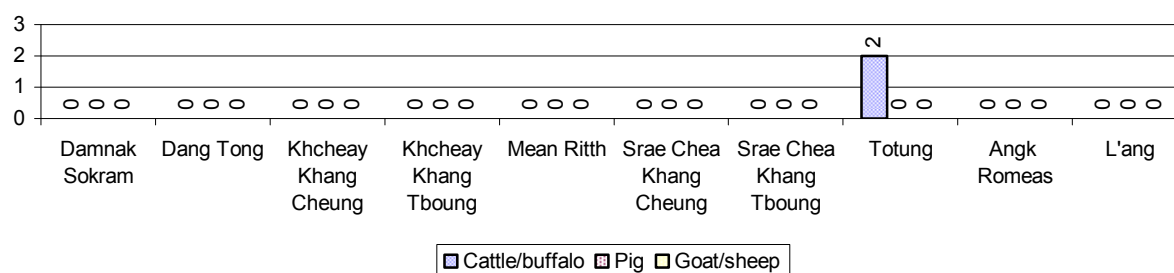 3
2
1
0
0 0 0 0 0 0 0 0 0 0 0 0 0 0 0 0 0 0 0 0 0 2 0 0 0 0 0 0 0 0
Damnak Sokram
Dang Tong
Khcheay Khang Cheung
Khcheay Khang Tboung
Mean Ritth
Srae Chea Khang Cheung
Srae Chea Khang Tboung
Totung
Angk Romeas
L'ang
Cattle/buffalo Pig Goat/sheep